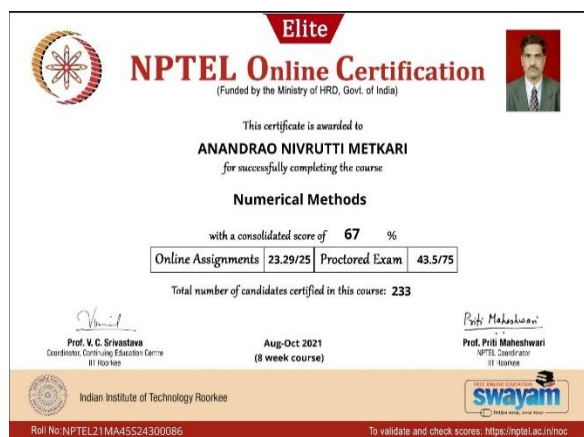 Elite
NPTEL Online Certification
(Funded by the Ministry of HRD, Govt. of India)
This certificate is awarded to
ANANDRAO NIVRUTTI METKARI
for successfully completing the course
Numerical Methods
with a consolidated score of 67 %
Online Assignments 23.29/25 Proctored Exam 43.5/75
Total number of candidates certified in this course: 233
Priti Maheshwari
Prof. V. C. Srivastava
Coordinator, Continuing Education Centre
IIT Roorkee
Aug-Oct 2021
(8 week course)
Prof. Priti Maheshwari
NPTEL Coordinator
IIT Roorkee
Indian Institute of Technology Roorkee
FREE ONLINE EDUCATION
swayam
Roll No:NPTEL21MA45S24300086
To validate and check scores: https://nptel.ac.in/noc